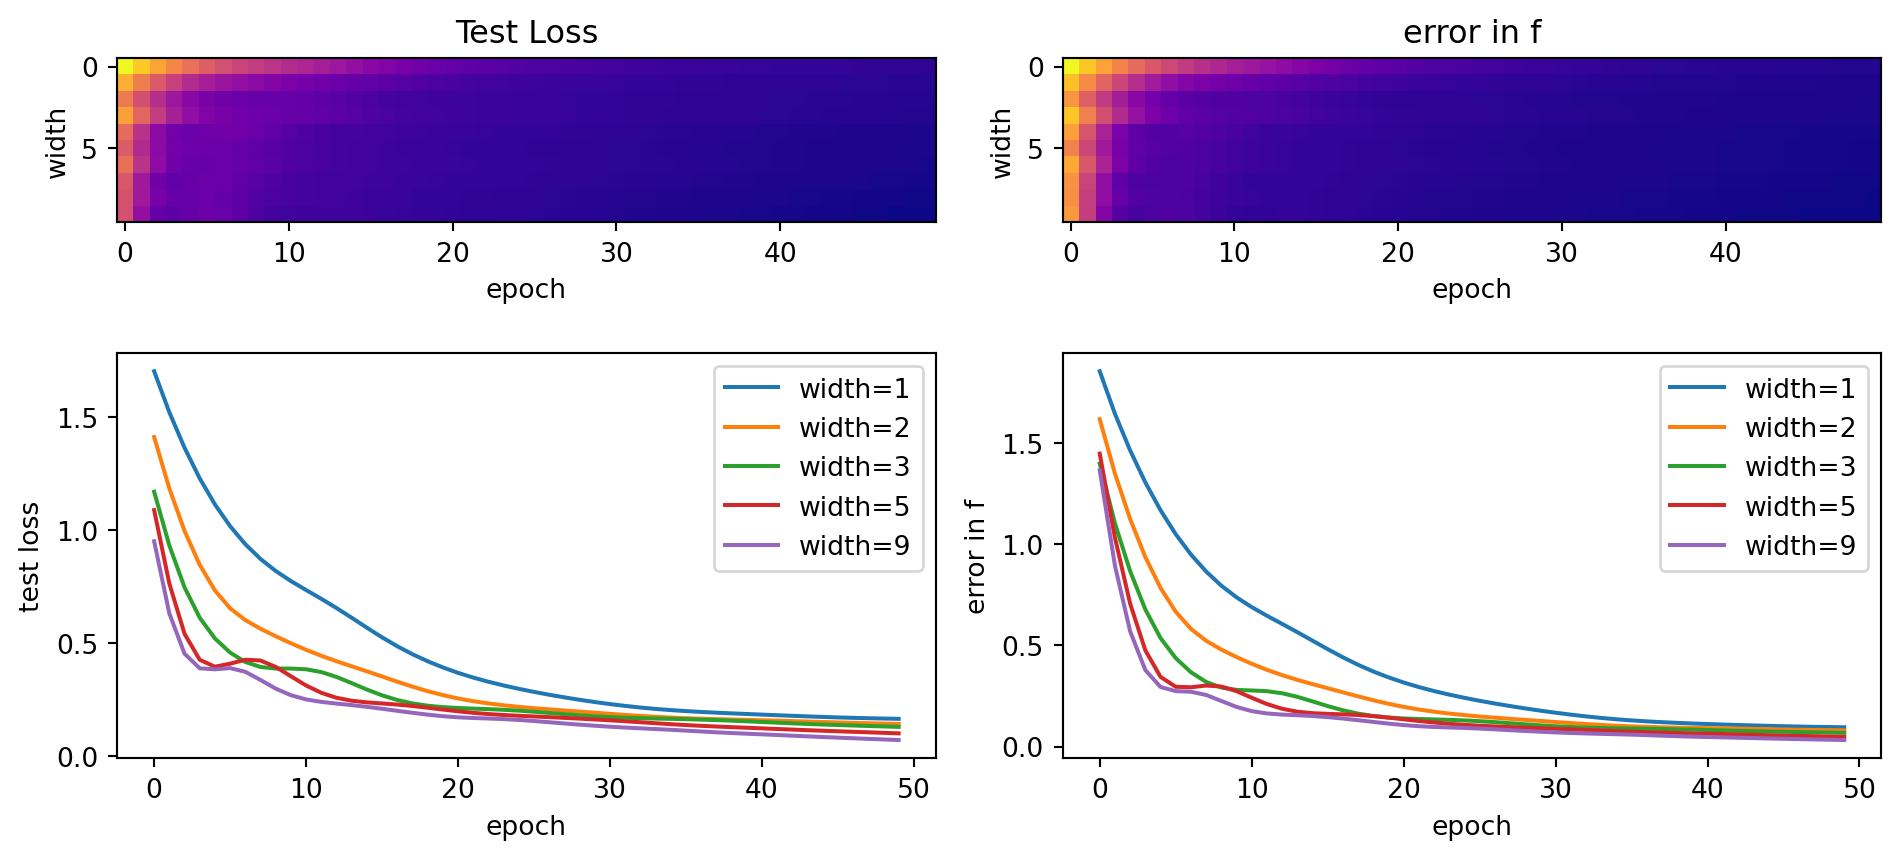 Test Loss
0
5
width
0 10 20 30 40
epoch
error in f
0
5
width
0 10 20 30 40
epoch
1.5
1.0
0.5
0.0
test loss
width=1
width=2
width=3
width=5
width=9
0 10 20 30 40 50
epoch
1.5
1.0
0.5
0.0
error in f
width=1
width=2
width=3
width=5
width=9
0 10 20 30 40 50
epoch